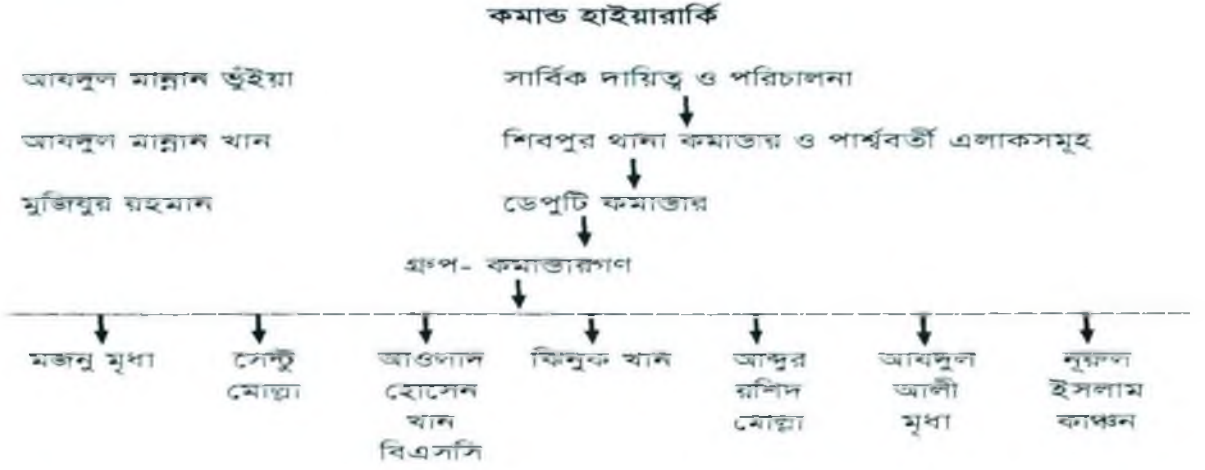 কমান্ড হাইয়ারার্কি
আবদুল মান্নান ভূঁইয়া সার্বিক দায়িত্ব ও পরিচালনা
আবদুল মান্নান খান শিবপুর থানা কমান্ডার ও পার্শ্ববর্তী এলাকসমূহ
মুজিবুর রহমান ডেপুটি কমান্ডার
গ্রুপ- কমান্ডারগণ
মজনু মৃধা সেন্টু আওলাদ ঝিনুক খান আব্দুর আবদুল নূরুল
মোল্লা হোসেন রশিদ আলী ইসলাম
খান মোল্লা মৃধা কাঞ্চন
বিএসসি